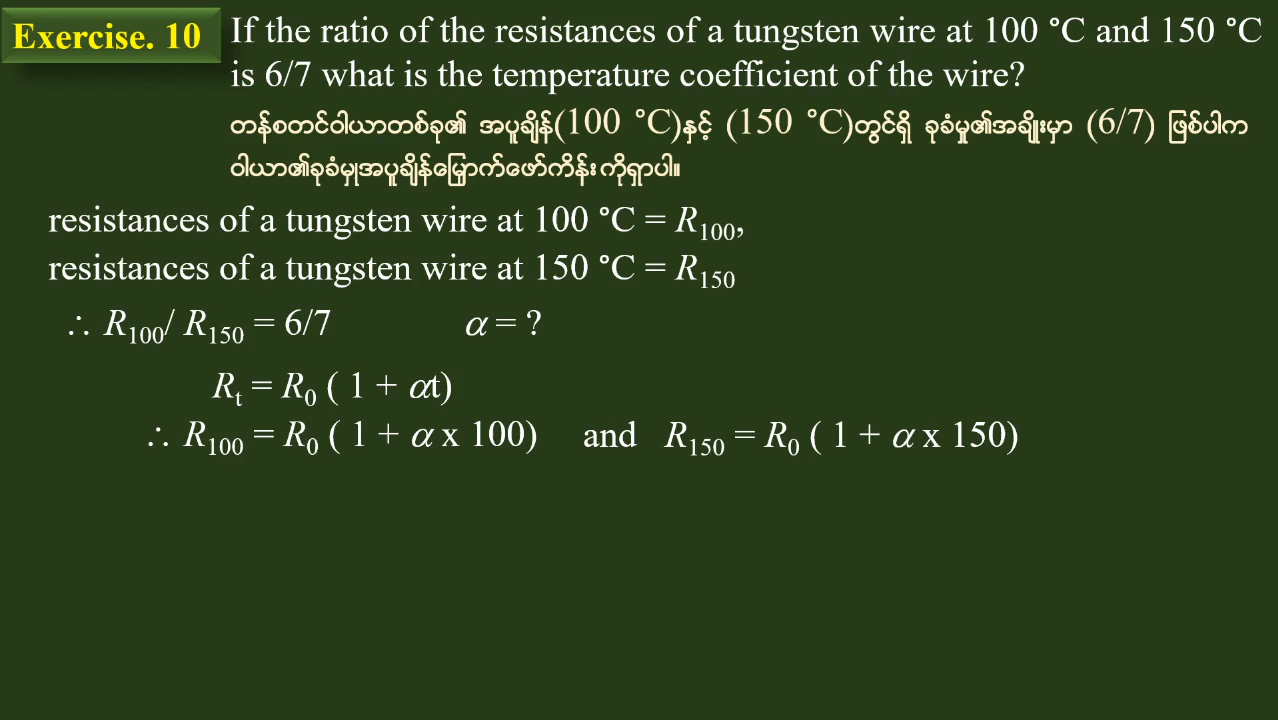 Exercise. 10
If the ratio of the resistances of a tungsten wire at 100 °C and 150 °C
is 6/7 what is the temperature coefficient of the wire?
တန်စတင်ဝါယာတစ်ခု၏ အပူချိန်(100 °C)နှင့် (150 °C)တွင်ရှိ ခုခံမှု၏အချိုးမှာ (6/7) ဖြစ်ပါက
ဝါယာ၏ခုခံမှုအပူချိန်မြှောက်ဖော်ကိန်းကိုရှာပါ။
resistances of a tungsten wire at 100 °C = R₁₀₀,
resistances of a tungsten wire at 150 °C = R₁₅₀
∴ R₁₀₀/ R₁₅₀ = 6/7 α = ?
Rₜ = R₀ ( 1 + αt)
∴ R₁₀₀ = R₀ ( 1 + α x 100) and R₁₅₀ = R₀ ( 1 + α x 150)